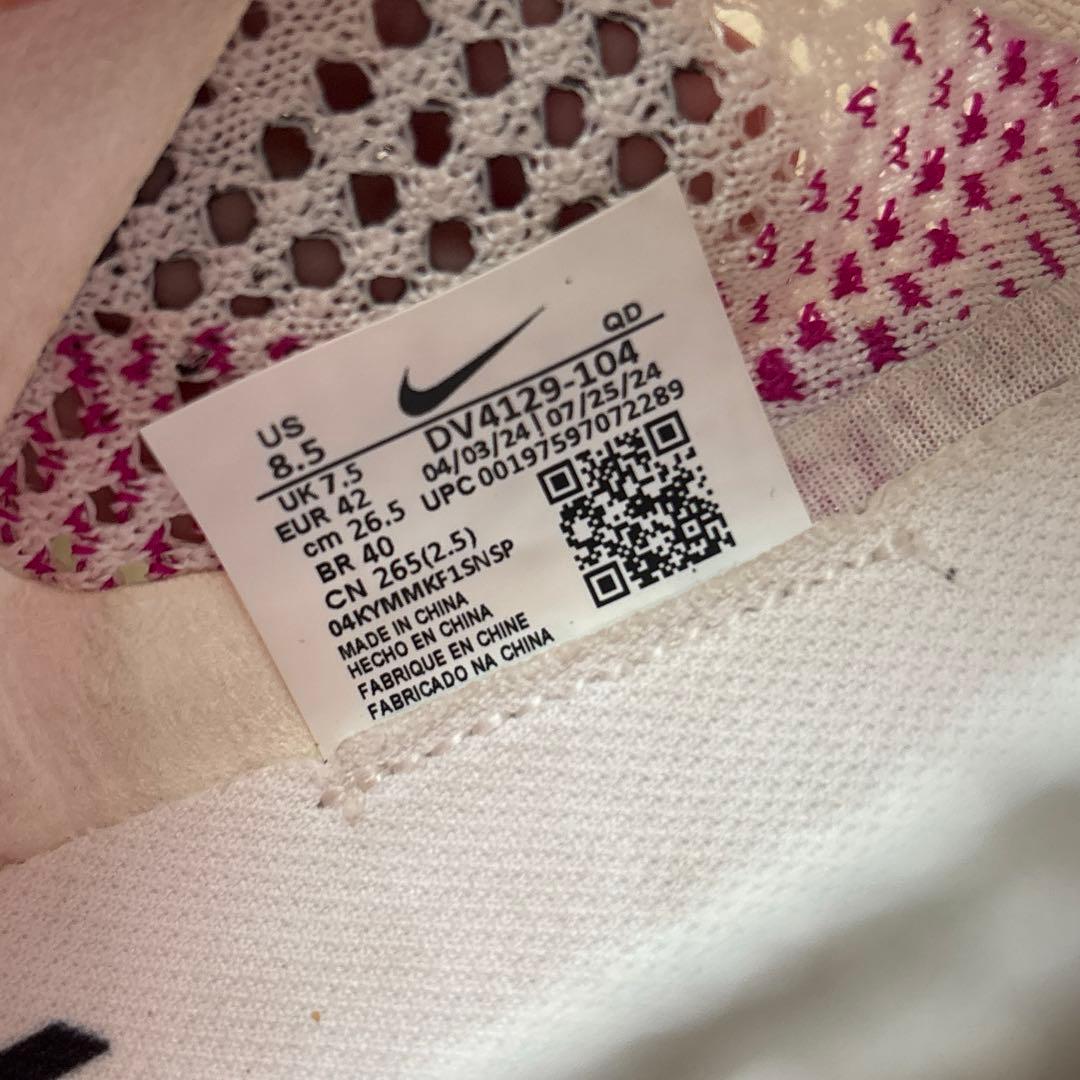 QD
US
8.5
DV4129-104
04/03/24 | 07/25/24
UPC 00197597072289
UK 7.5
EUR 42
cm 26.5
BR 40
CN 265(2.5)
04KYMMKF1SNSP
MADE IN CHINA
HECHO EN CHINA
FABRIQUE EN CHINE
FABRICADO NA CHINA